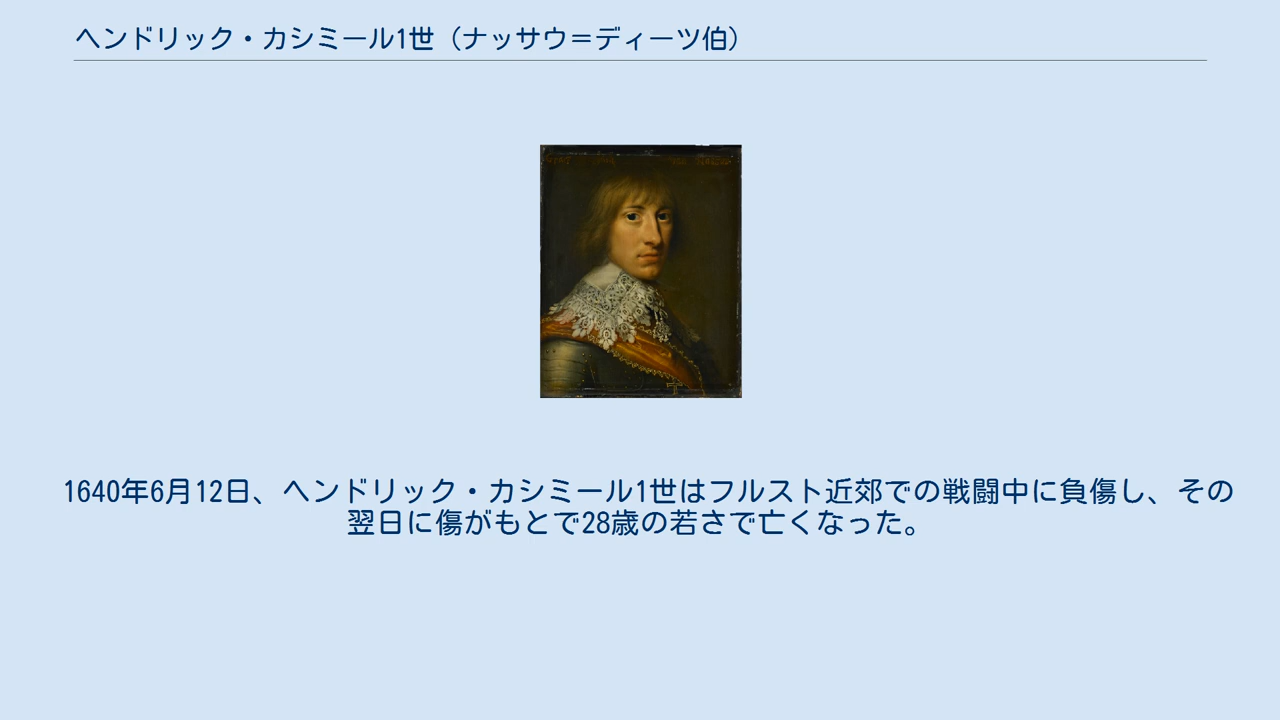 ヘンドリック・カシミール1世（ナッサウ＝ディーツ伯）
1640年6月12日、ヘンドリック・カシミール1世はフルスト近郊での戦闘中に負傷し、その
翌日に傷がもとで28歳の若さで亡くなった。